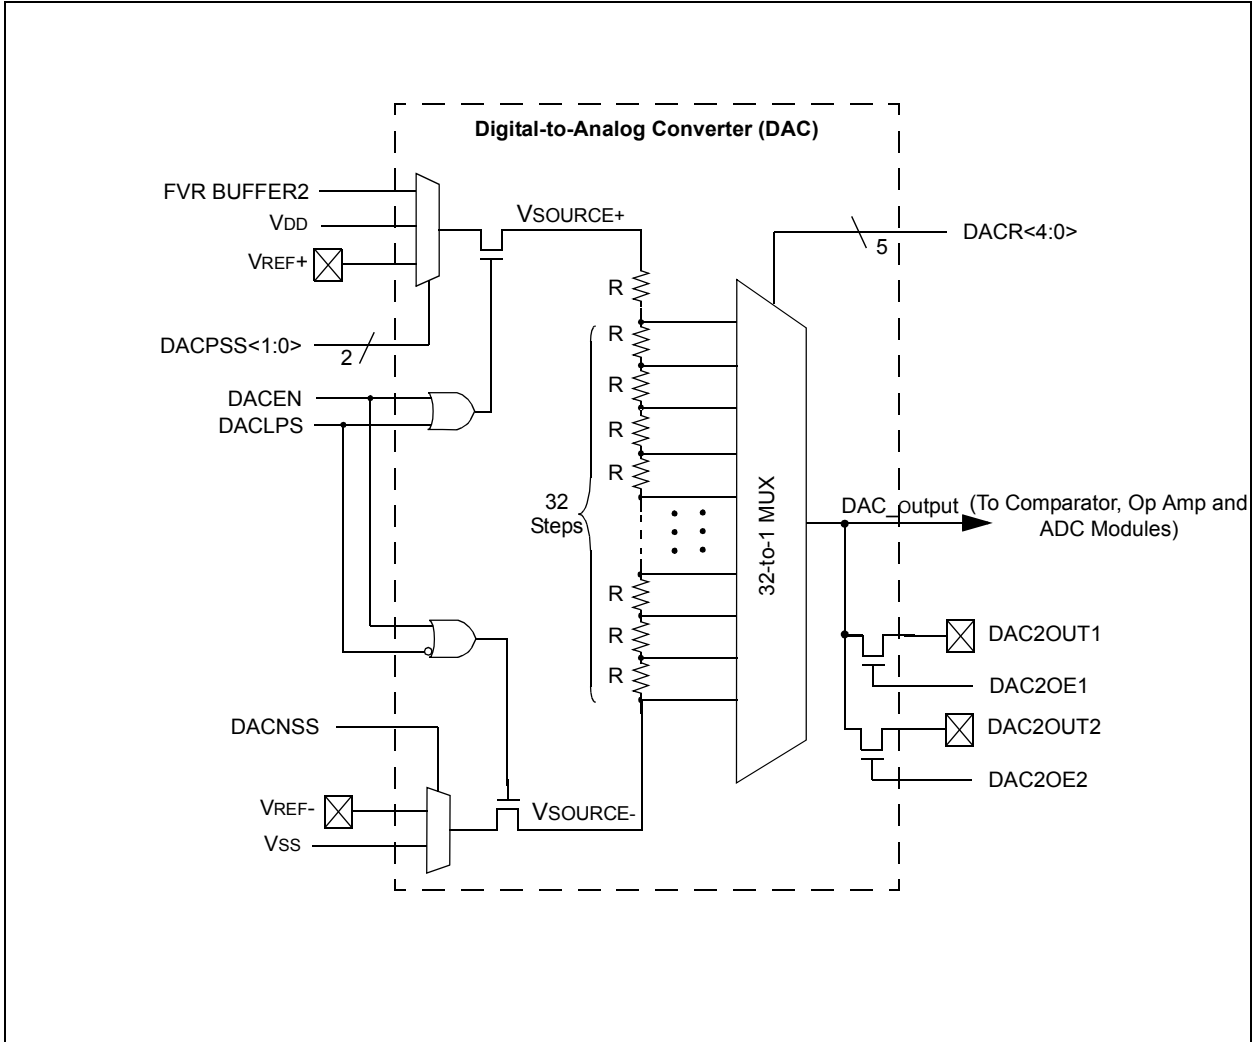 Digital-to-Analog Converter (DAC)
FVR BUFFER2
VDD
VREF+
VSOURCE+
DACR<4:0>
5
DACPSS<1:0>
2
DACEN
DACLPS
R
R
R
R
R
32
Steps
32-to-1 MUX
DAC_output (To Comparator, Op Amp and
ADC Modules)
R
R
R
DAC2OUT1
DAC2OE1
DACNSS
DAC2OUT2
DAC2OE2
VREF-
VSOURCE-
VSS